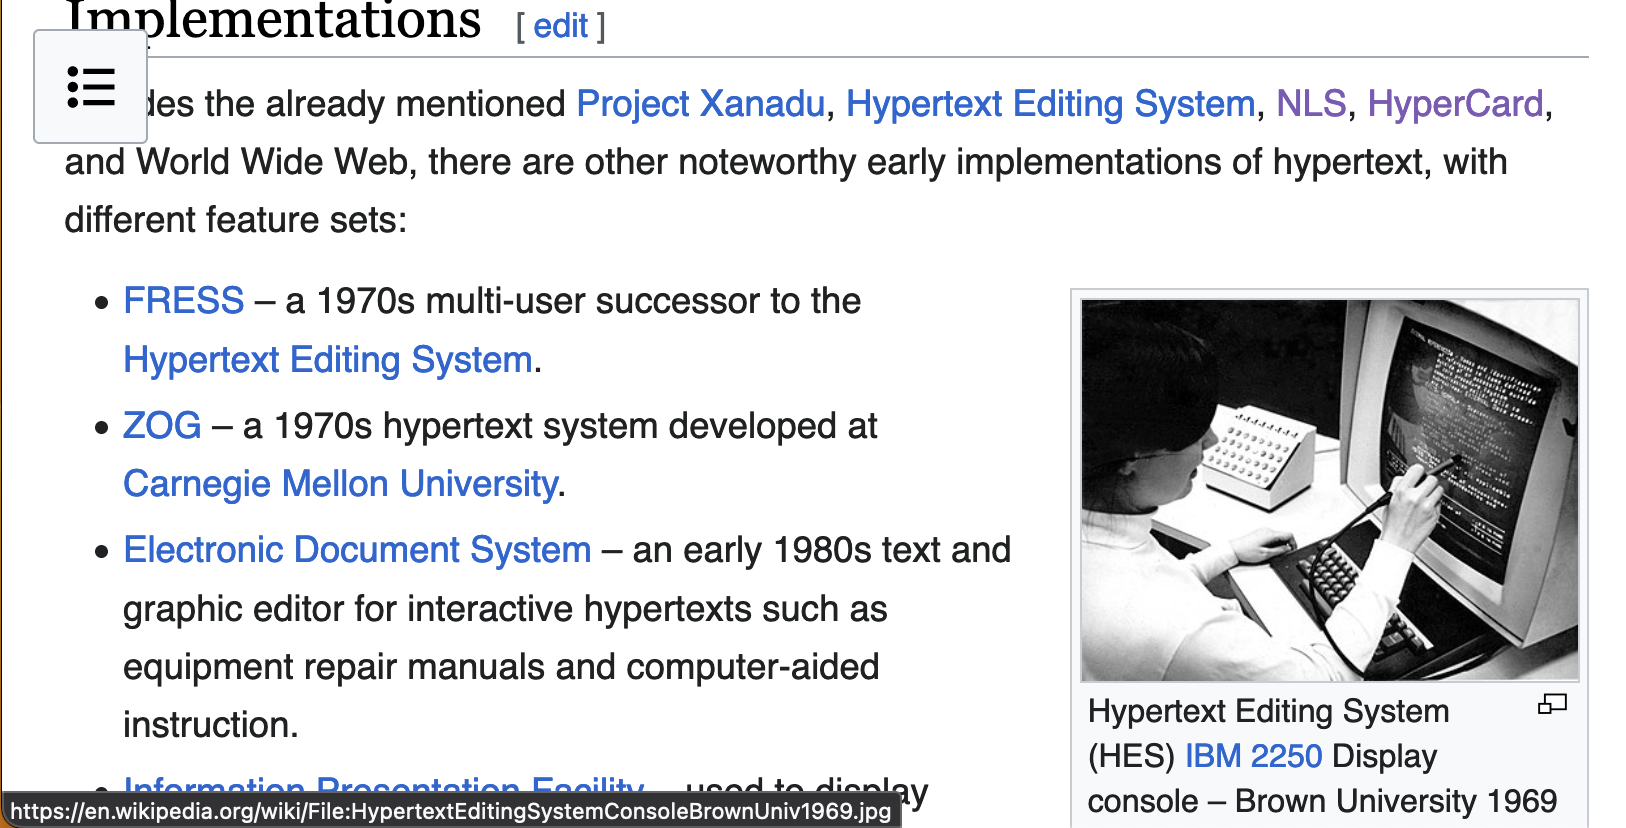 Implementations [ edit ]
des the already mentioned Project Xanadu, Hypertext Editing System, NLS, HyperCard,
and World Wide Web, there are other noteworthy early implementations of hypertext, with
different feature sets:
FRESS – a 1970s multi-user successor to the
Hypertext Editing System.
ZOG – a 1970s hypertext system developed at
Carnegie Mellon University.
Electronic Document System – an early 1980s text and
graphic editor for interactive hypertexts such as
equipment repair manuals and computer-aided
instruction.
Information Presentation Facility – used to display
Hypertext Editing System
(HES) IBM 2250 Display
console – Brown University 1969
https://en.wikipedia.org/wiki/File:HypertextEditingSystemConsoleBrownUniv1969.jpg